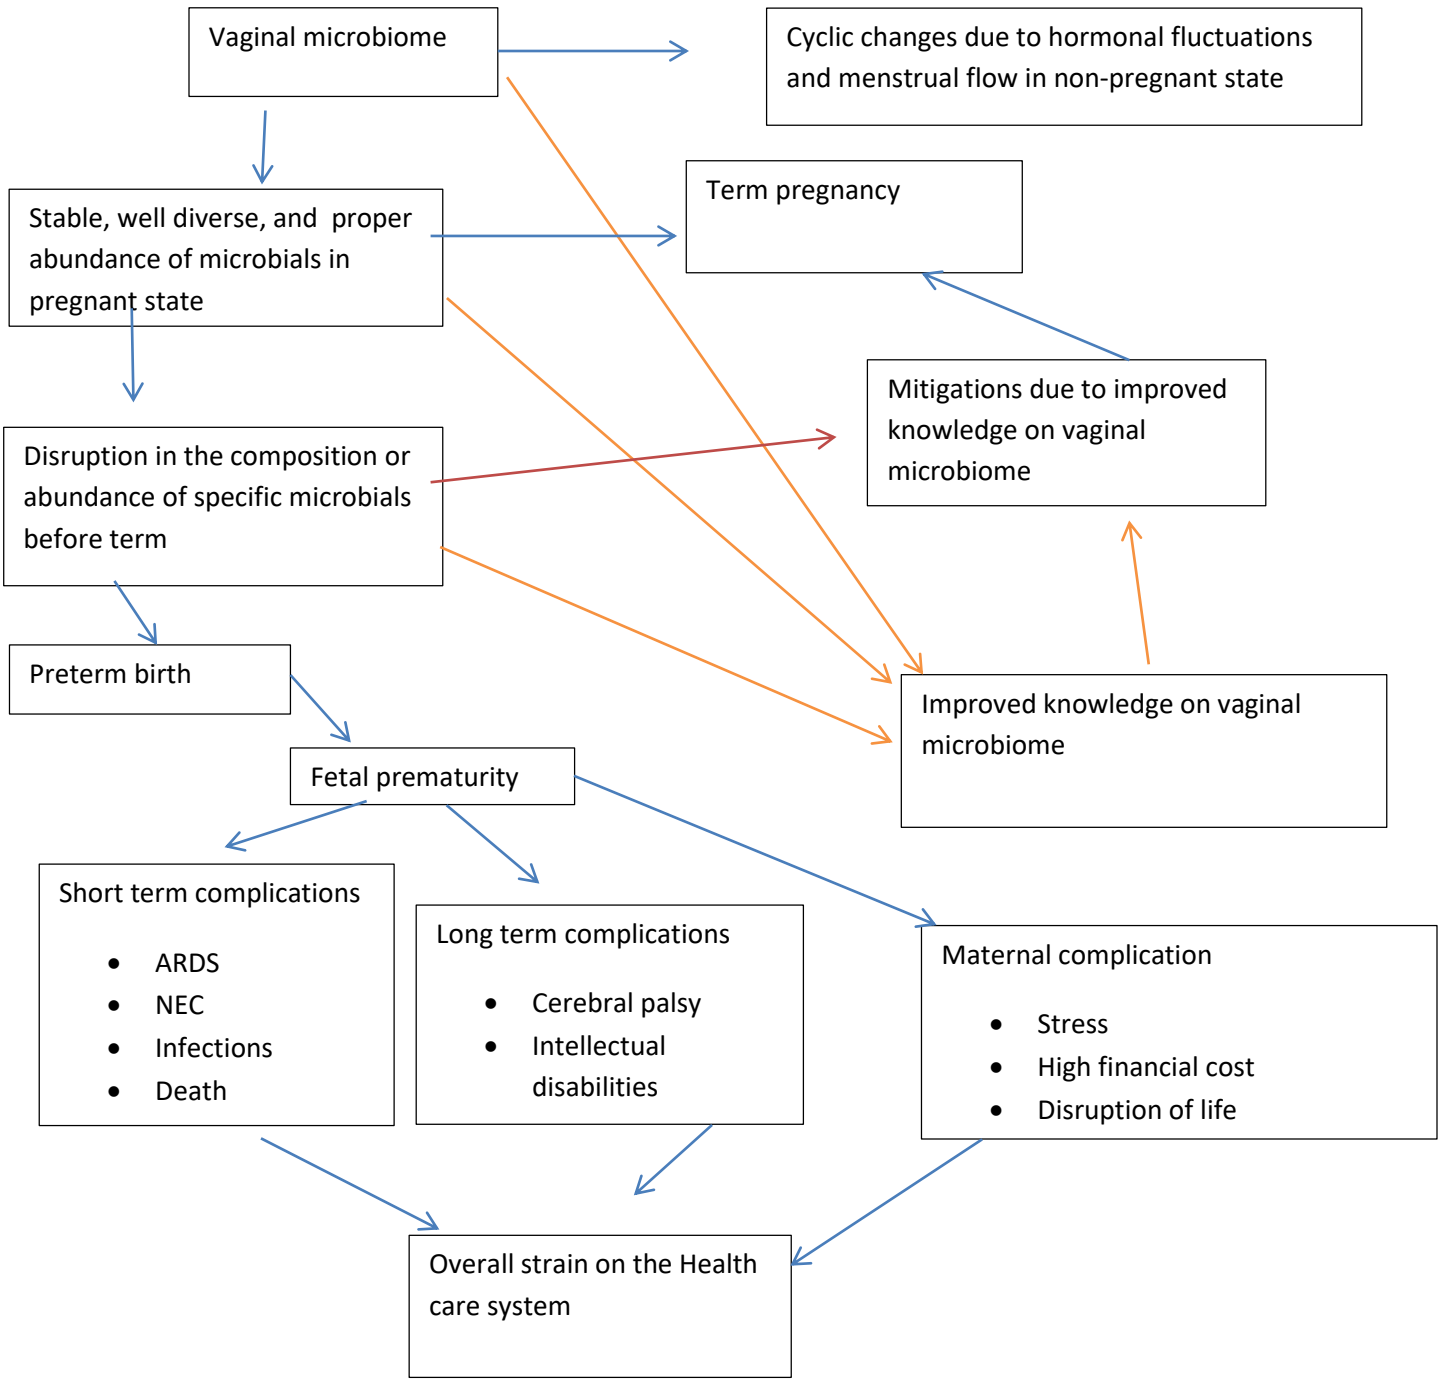 Vaginal microbiome
Cyclic changes due to hormonal fluctuations
and menstrual flow in non-pregnant state
Stable, well diverse, and proper
abundance of microbials in
pregnant state
Term pregnancy
Mitigations due to improved
knowledge on vaginal
microbiome
Disruption in the composition or
abundance of specific microbials
before term
Preterm birth
Improved knowledge on vaginal
microbiome
Fetal prematurity
Short term complications
• ARDS
• NEC
• Infections
• Death
Long term complications
• Cerebral palsy
• Intellectual
disabilities
Maternal complication
• Stress
• High financial cost
• Disruption of life
Overall strain on the Health
care system